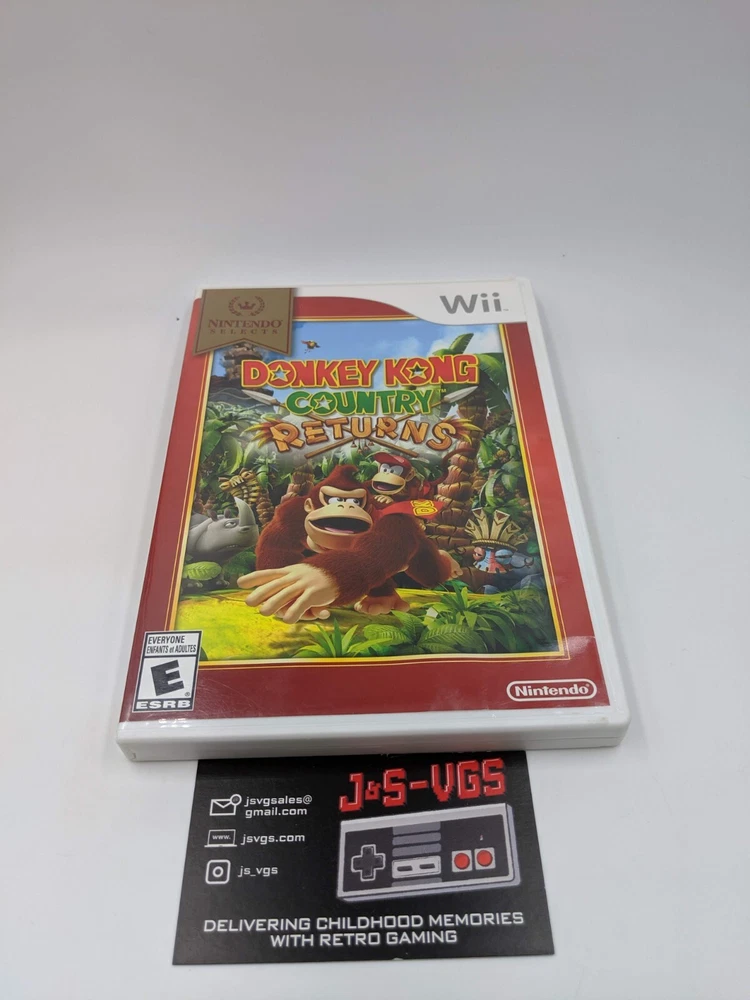 NINTENDO
SELECTS
Wii
DONKEY KONG
COUNTRY
RETURNS
EVERYONE
ENFANTS et ADULTES
E
ESRB
Nintendo
J&S-VGS
jsvgsales@
gmail.com
www.
jsvgs.com
js_vgs
DELIVERING CHILDHOOD MEMORIES
WITH RETRO GAMING